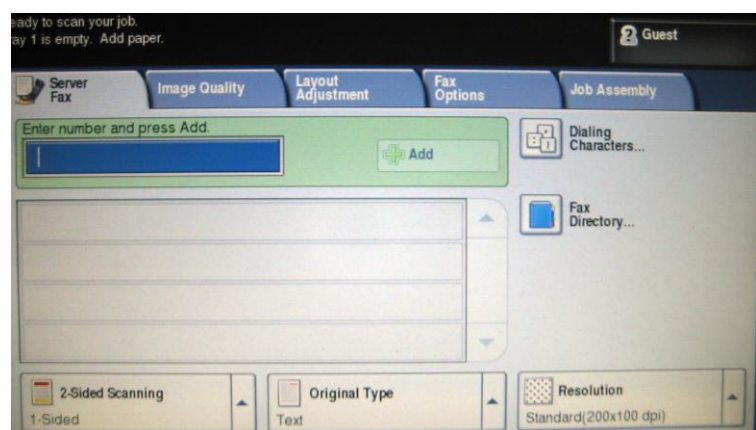 eady to scan your job.
ay 1 is empty. Add paper.
Guest
Server
Fax
Image Quality
Layout
Adjustment
Fax
Options
Job Assembly
Enter number and press Add.
Add
Dialing
Characters...
Fax
Directory...
2-Sided Scanning
1-Sided
Original Type
Text
Resolution
Standard(200x100 dpi)